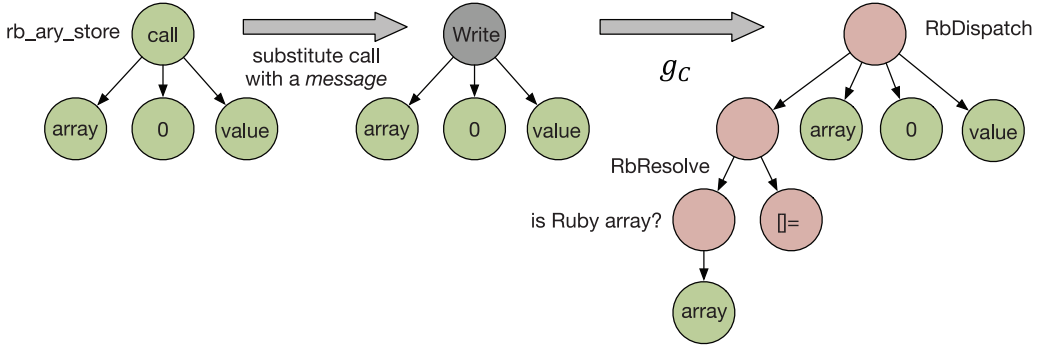 rb_ary_store
call
substitute call
with a message
Write
g_C
RbDispatch
array
0
value
array
0
value
array
0
value
RbResolve
is Ruby array?
[]=
array